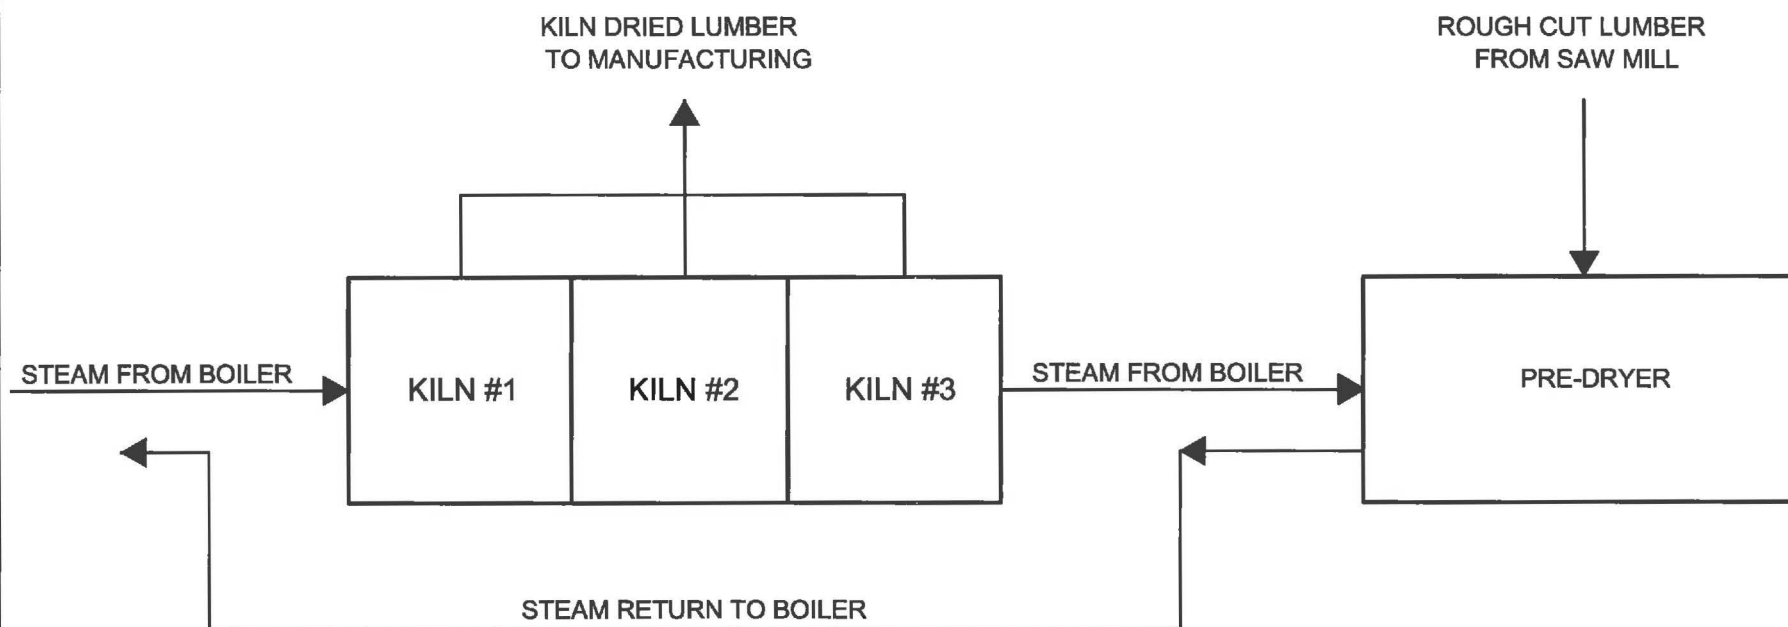 KILN DRIED LUMBER
TO MANUFACTURING
ROUGH CUT LUMBER
FROM SAW MILL
STEAM FROM BOILER
KILN #1
KILN #2
KILN #3
STEAM FROM BOILER
PRE-DRYER
STEAM RETURN TO BOILER